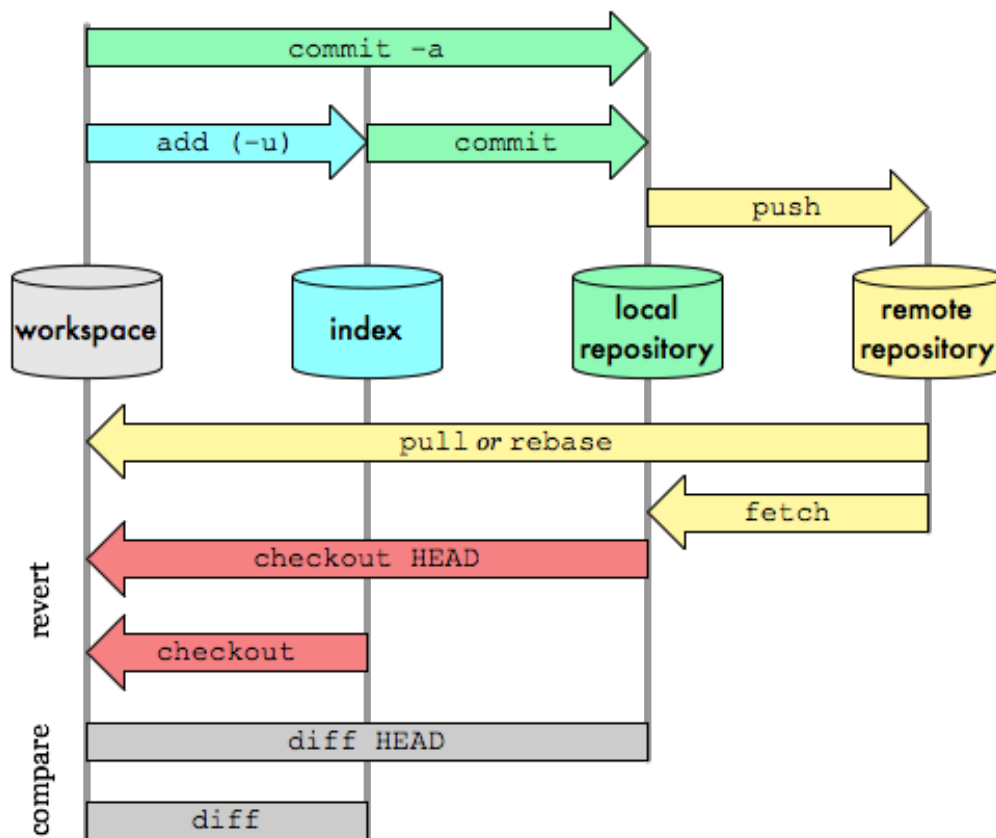 commit -a
add (-u)
commit
push
workspace
index
local
repository
remote
repository
pull or rebase
fetch
checkout HEAD
revert
checkout
diff HEAD
compare
diff